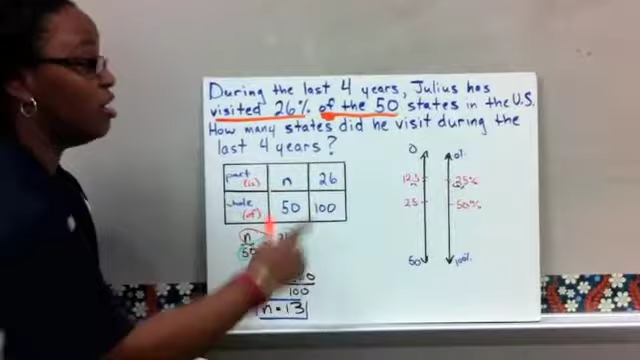 During the last 4 years, Julius has
visited 26% of the 50 states in the U.S.
How many states did he visit during the
last 4 years?
part (is) n 26
whole (of) 50 100
n
50
100
n = 13
0 0%
12.5 25%
25 50%
50 100%